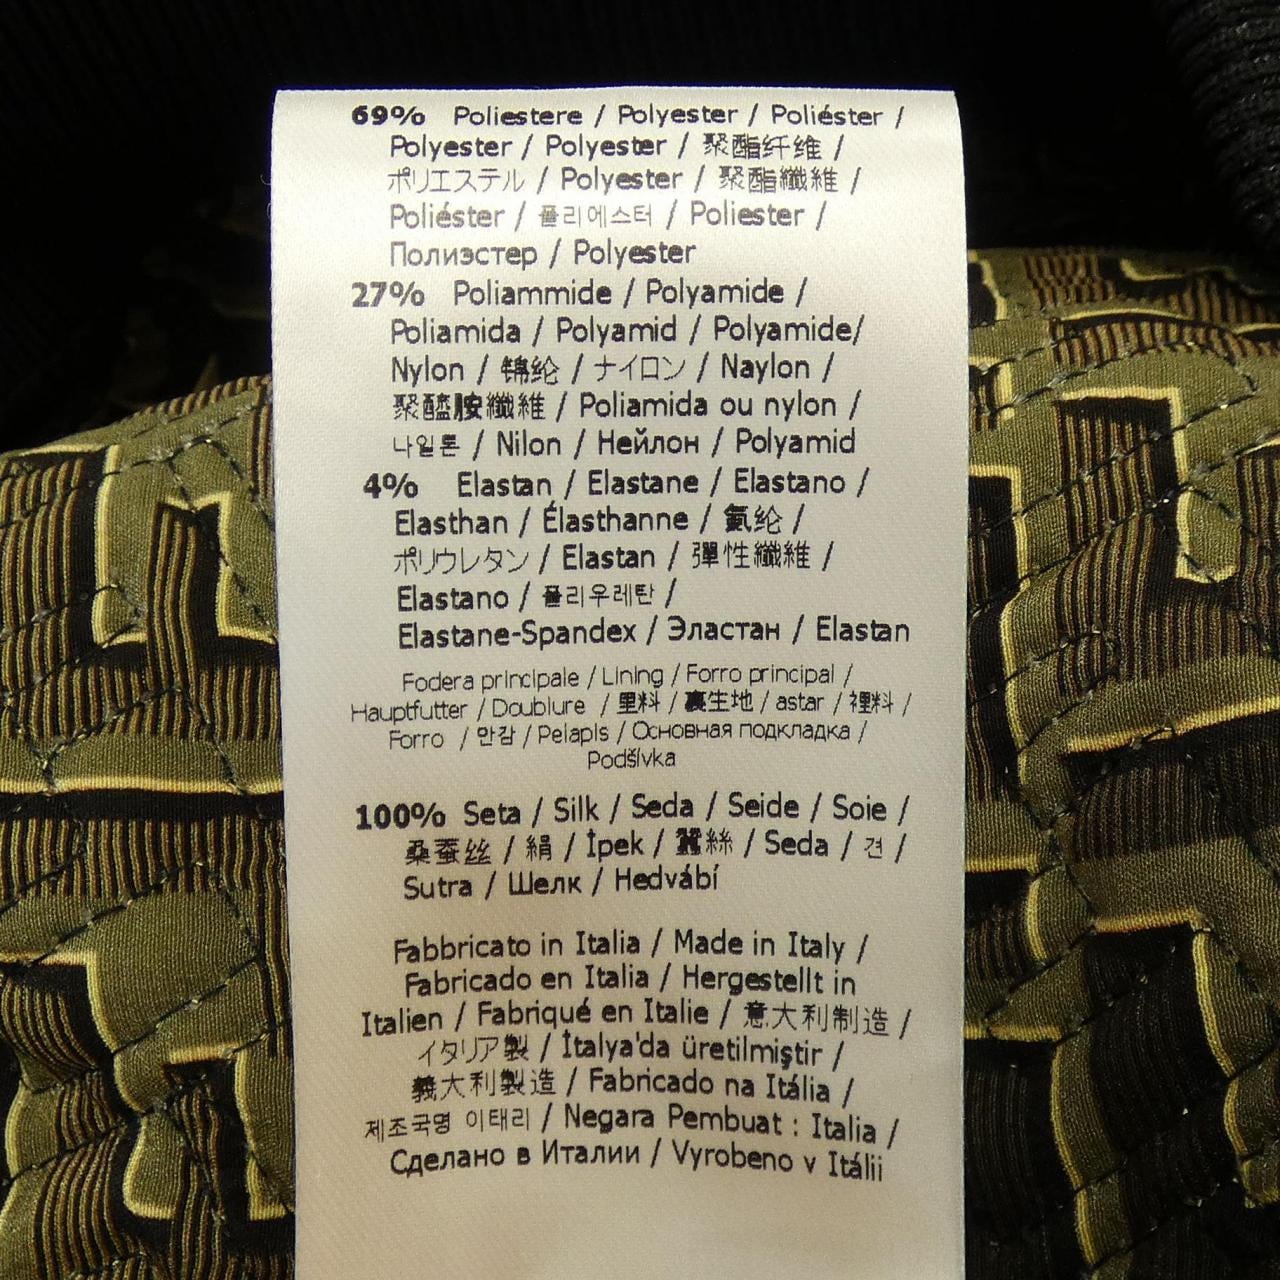 69% Poliestere / Polyester / Poliéster /
Polyester / Polyester / 聚酯纤维 /
ポリエステル / Polyester / 聚酯纖維 /
Poliéster / 폴리에스터 / Poliester /
Полиэстер / Polyester
27% Poliammide / Polyamide /
Poliamida / Polyamid / Polyamide/
Nylon / 锦纶 / ナイロン / Naylon /
聚醯胺纖維 / Poliamida ou nylon /
나일론 / Nilon / Нейлон / Polyamid
4% Elastan / Elastane / Elastano /
Elasthan / Élasthanne / 氨纶 /
ポリウレタン / Elastan / 彈性纖維 /
Elastano / 폴리우레탄 /
Elastane-Spandex / Эластан / Elastan
Fodera principale / Lining / Forro principal /
Hauptfutter / Doublure / 里料 / 裏生地 / astar / 裡料 /
Forro / 안감 / Pelapis / Основная подкладка /
Podšívka
100% Seta / Silk / Seda / Seide / Soie /
桑蚕丝 / 絹 / İpek / 蠶絲 / Seda / 견 /
Sutra / Шелк / Hedvábí
Fabbricato in Italia / Made in Italy /
Fabricado en Italia / Hergestellt in
Italien / Fabriqué en Italie / 意大利制造 /
イタリア製 / İtalya'da üretilmiştir /
義大利製造 / Fabricado na Itália /
제조국명 이태리 / Negara Pembuat : Italia /
Сделано в Италии / Vyrobeno v Itálii